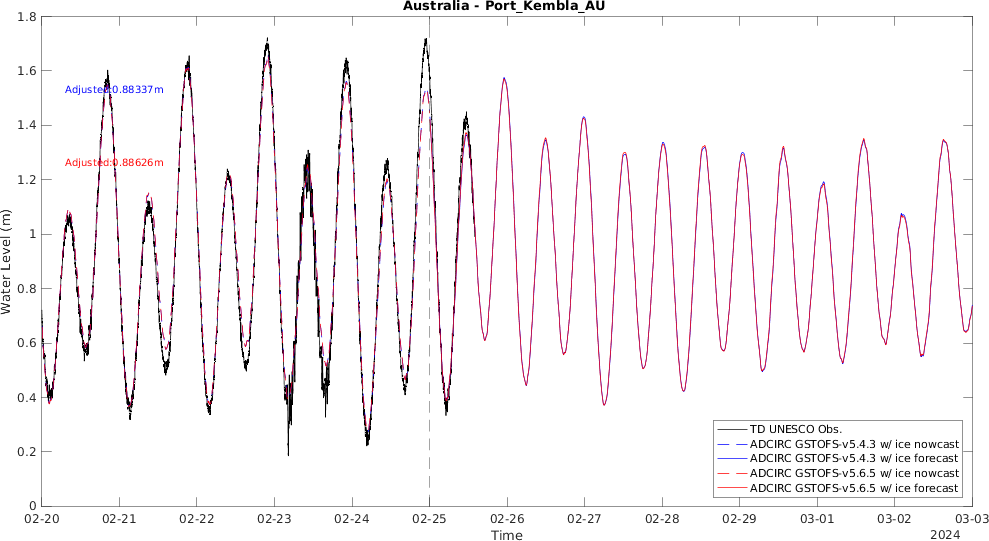 Australia - Port_Kembla_AU
1.8
1.6
1.4
1.2
1
0.8
0.6
0.4
0.2
0
Water Level (m)
Adjusted:0.88337m
Adjusted:0.88626m
TD UNESCO Obs.
ADCIRC GSTOFS-v5.4.3 w/ ice nowcast
ADCIRC GSTOFS-v5.4.3 w/ ice forecast
ADCIRC GSTOFS-v5.6.5 w/ ice nowcast
ADCIRC GSTOFS-v5.6.5 w/ ice forecast
02-20 02-21 02-22 02-23 02-24 02-25 02-26 02-27 02-28 02-29 03-01 03-02 03-03
Time
2024